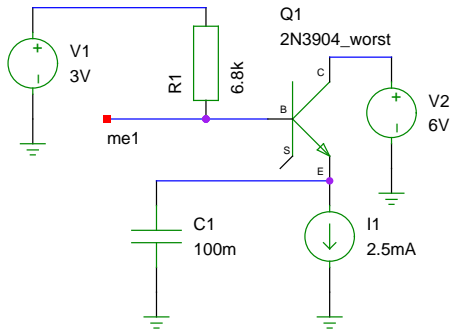 Q1
2N3904_worst
V1
3V
R1
6.8k
C
B
S
E
V2
6V
me1
C1
100m
I1
2.5mA